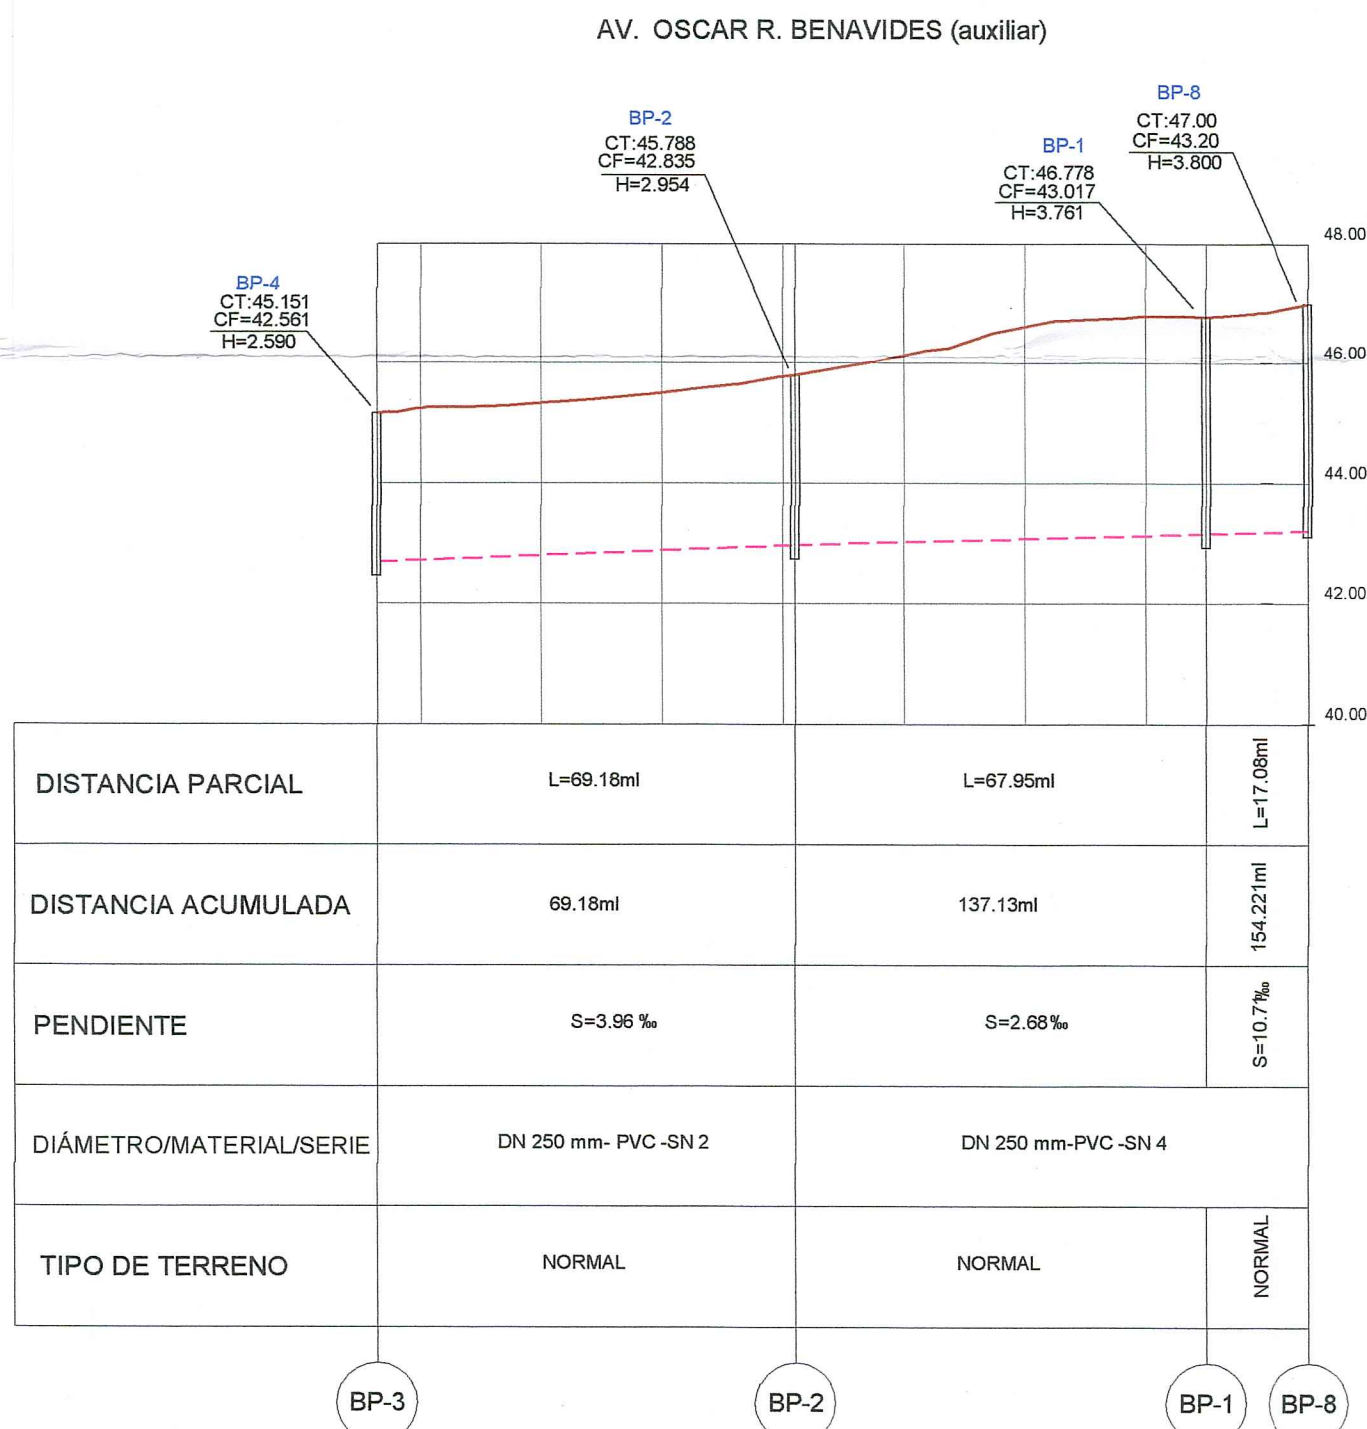 AV. OSCAR R. BENAVIDES (auxiliar)
BP-8
CT:47.00
CF=43.20
H=3.800
BP-2
CT:45.788
CF=42.835
H=2.954
BP-1
CT:46.778
CF=43.017
H=3.761
BP-4
CT:45.151
CF=42.561
H=2.590
48.00
46.00
44.00
42.00
40.00
DISTANCIA PARCIAL
L=69.18ml
L=67.95ml
L=17.08ml
DISTANCIA ACUMULADA
69.18ml
137.13ml
154.221ml
PENDIENTE
S=3.96 ‰
S=2.68‰
S=10.71‰
DIÁMETRO/MATERIAL/SERIE
DN 250 mm- PVC -SN 2
DN 250 mm-PVC -SN 4
TIPO DE TERRENO
NORMAL
NORMAL
NORMAL
BP-3
BP-2
BP-1
BP-8